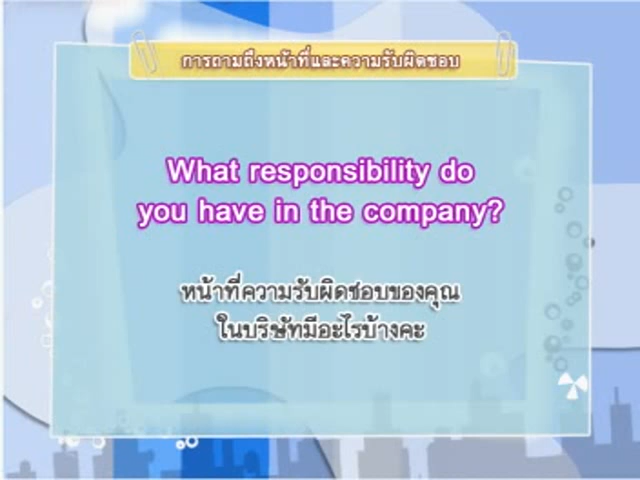 การถามถึงหน้าที่และความรับผิดชอบ
What responsibility do
you have in the company?
หน้าที่ความรับผิดชอบของคุณ
ในบริษัทมีอะไรบ้างคะ